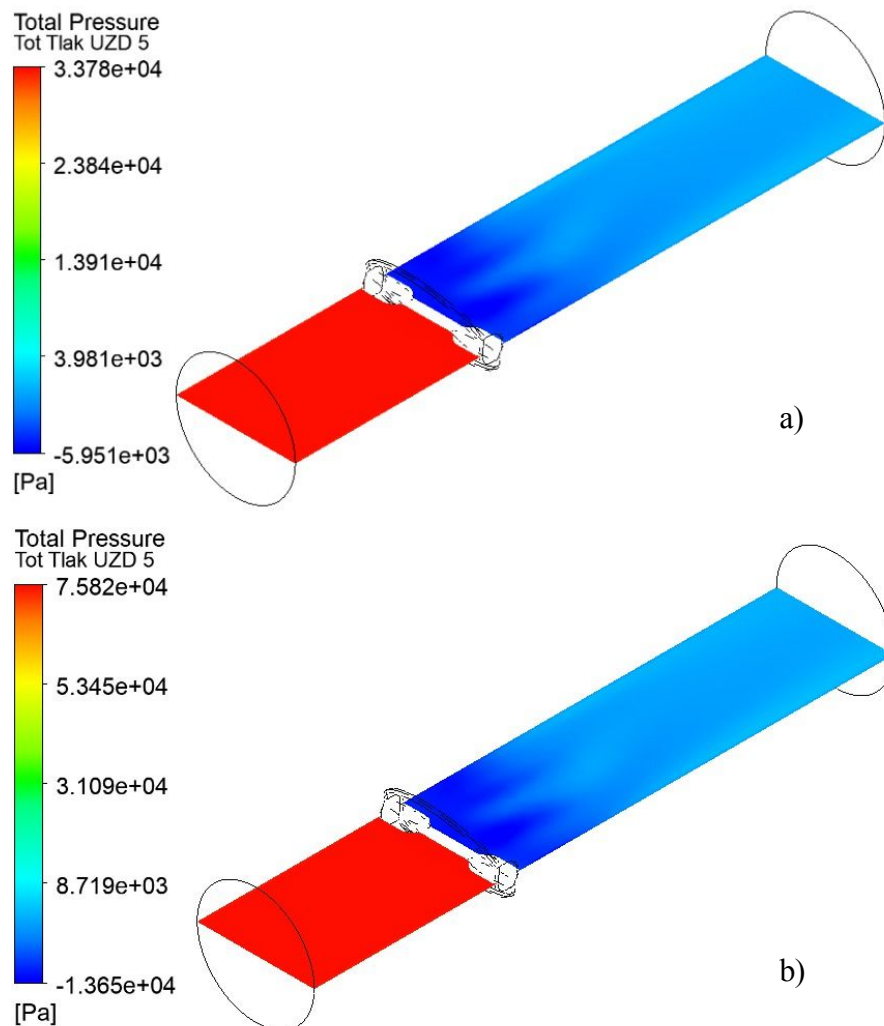 Total Pressure
Tot Tlak UZD 5
3.378e+04
2.384e+04
1.391e+04
3.981e+03
-5.951e+03
[Pa]
a)
Total Pressure
Tot Tlak UZD 5
7.582e+04
5.345e+04
3.109e+04
8.719e+03
-1.365e+04
[Pa]
b)